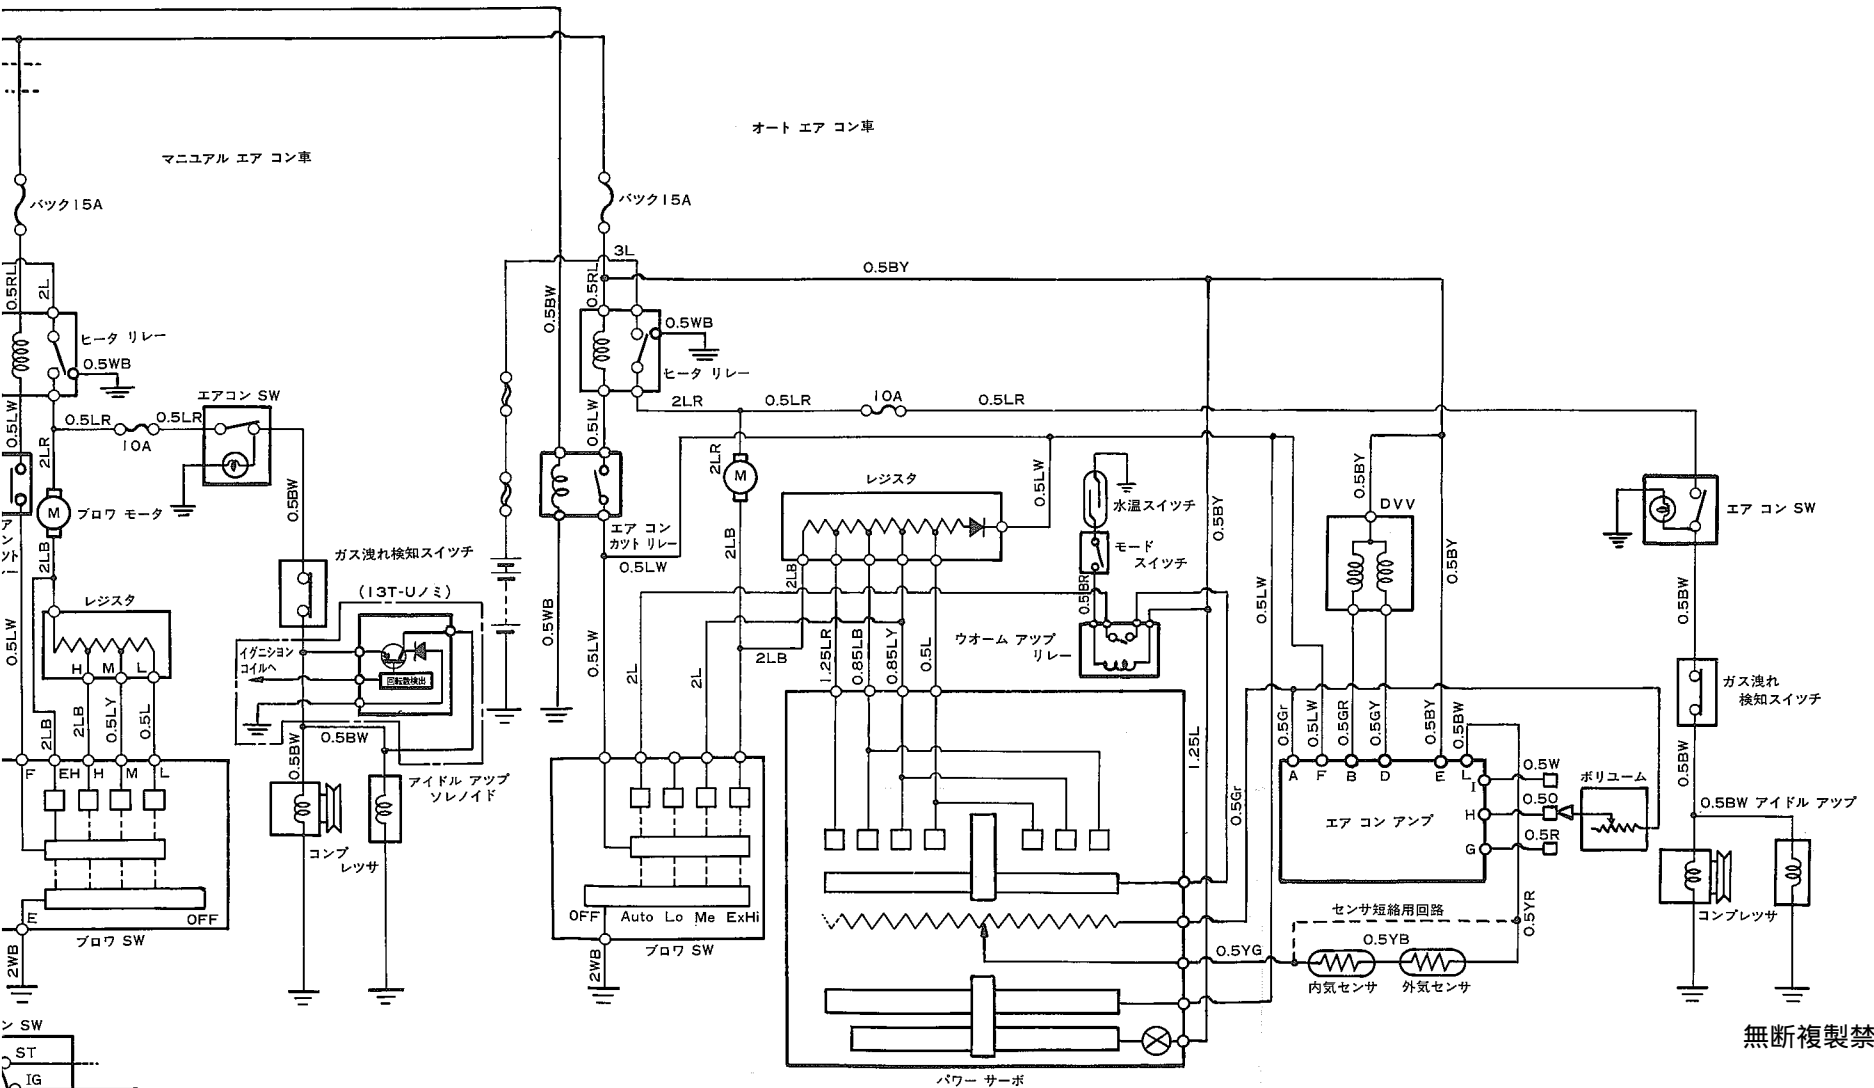 オート エア コン車
マニユアル エア コン車
バツク15A
バツク15A
3L
0.5BY
0.5RL
2L
0.5BW
0.5RL
0.5WB
ヒータ リレー
0.5WB
ヒータ リレー
エアコン SW
0.5LR
0.5LR
10A
0.5LW
2LR
0.5BW
0.5LW
2LR
0.5LR
10A
0.5LR
2LR
M
M
ブロワ モータ
2LB
レジスタ
0.5LW
水温スイツチ
0.5BY
0.5BY
DVV
エア コン SW
エア コン
カツト リレー
0.5LW
2LB
2LB
モード
スイツチ
0.5BR
0.5BY
0.5LW
0.5BW
ガス洩れ検知スイツチ
(13T-Uノミ)
レジスタ
H
M
L
イグニシヨン
コイルへ
回転数検出
0.5LW
0.5WB
0.5LW
2L
2L
2LB
1.25LR
0.85LB
0.85LY
0.5L
ウオーム アツプ
リレー
ガス洩れ
検知スイツチ
2LB
2LB
0.5LY
0.5L
0.5BW
0.5BW
0.5Gr
0.5LW
0.5GR
0.5GY
0.5BY
0.5BW
1.25L
0.5BW
F
EH
H
M
L
アイドル アツプ
ソレノイド
A
F
B
D
E
L
I
0.5W
H
0.5O
G
0.5R
ボリユーム
エア コン アンプ
0.5Gr
0.5BW アイドル アツプ
コンプ
レツサ
E
OFF
ブロワ SW
2WB
OFF
Auto
Lo
Me
ExHi
ブロワ SW
2WB
センサ短絡用回路
0.5YR
0.5YG
0.5YB
内気センサ
外気センサ
コンプレツサ
パワー サーボ
ン SW
ST
IG
無断複製禁